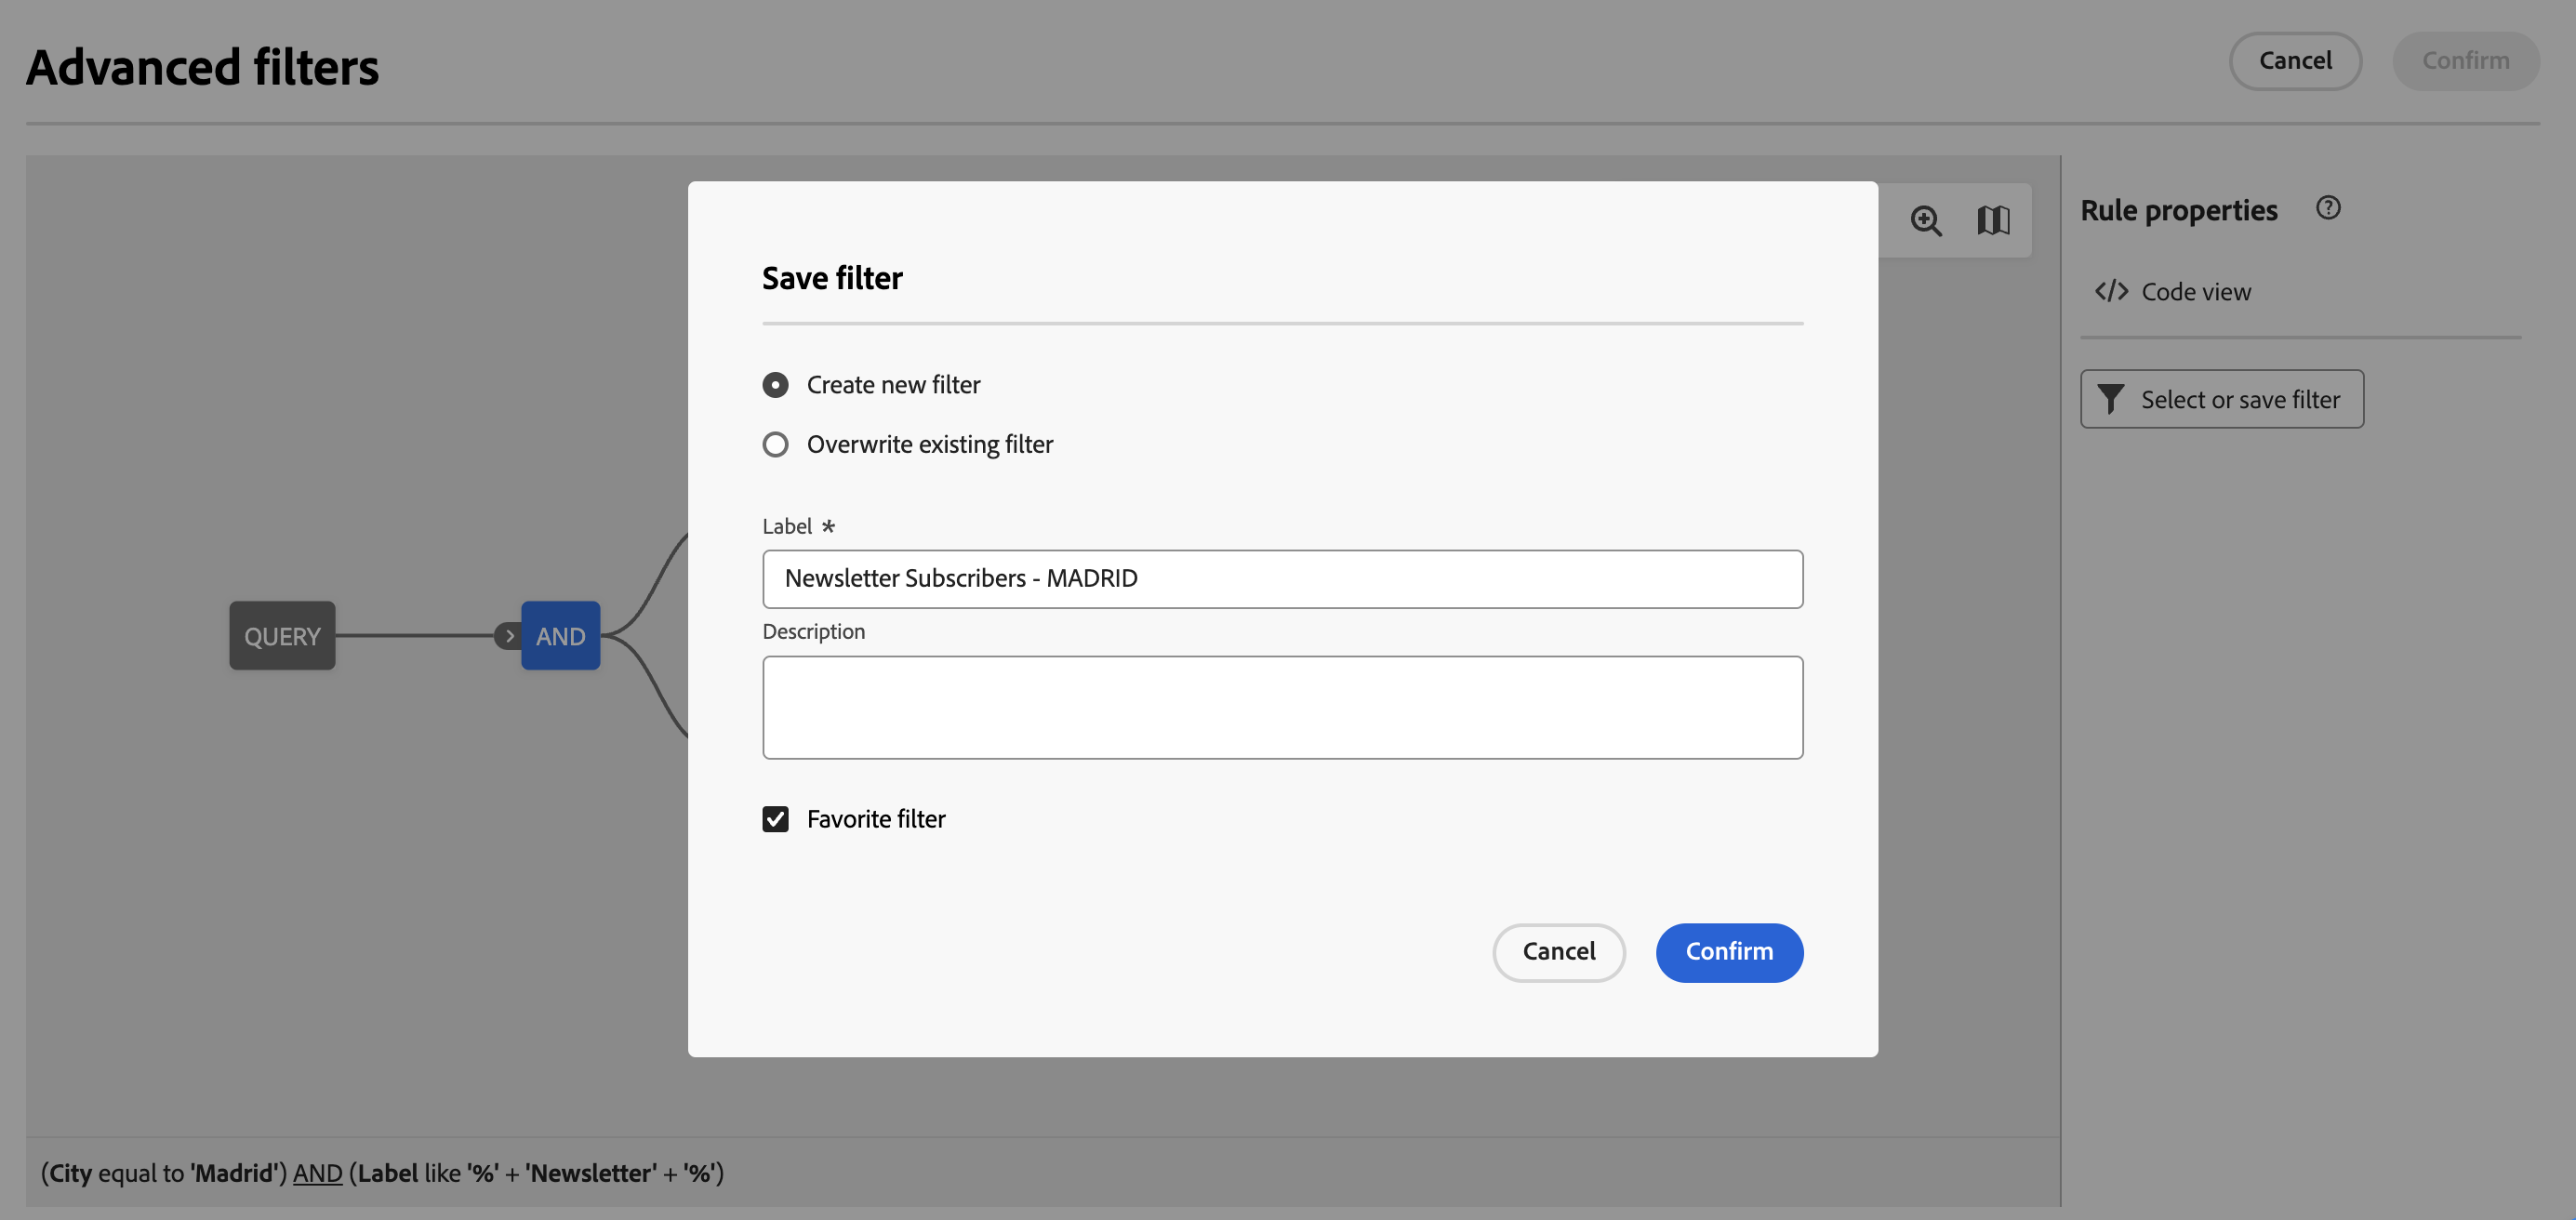 Advanced filters
Cancel
Confirm
Save filter
Create new filter
Overwrite existing filter
Label *
Newsletter Subscribers - MADRID
Description
Favorite filter
Cancel
Confirm
QUERY
AND
(City equal to 'Madrid') AND (Label like '%' + 'Newsletter' + '%')
Rule properties
</> Code view
Select or save filter